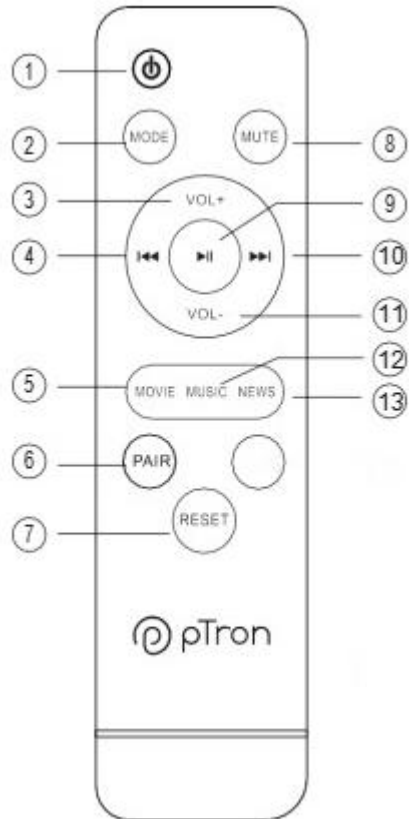 1
2 MODE MUTE 8
3 VOL+ 9
4 10
VOL- 11
12
5 MOVIE MUSIC NEWS 13
6 PAIR
7 RESET
pTron